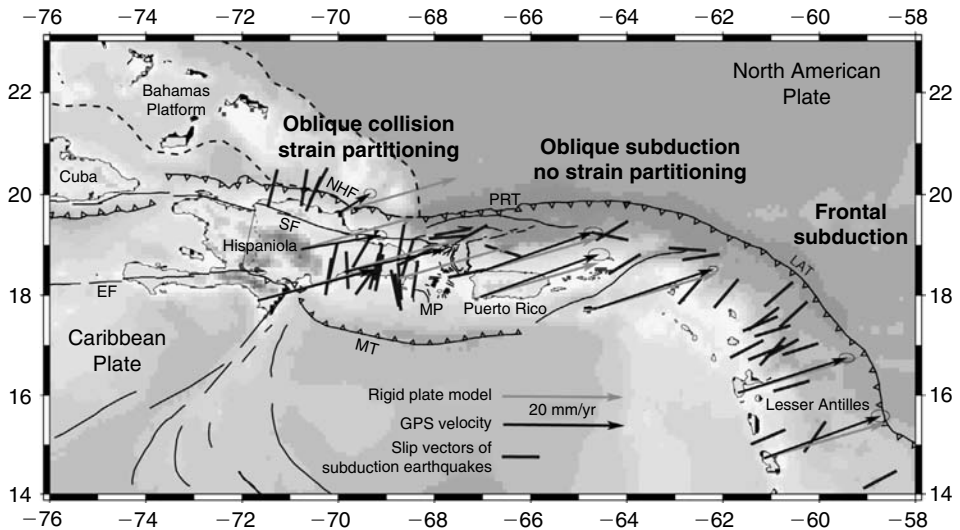 −76 −74 −72 −70 −68 −66 −64 −62 −60 −58
22
20
18
16
14
22
20
18
16
14
North American
Plate
Bahamas
Platform
Oblique collision
strain partitioning
Oblique subduction
no strain partitioning
Cuba
NHF
PRT
Frontal
subduction
SF
Hispaniola
LAT
EF
MP
Puerto Rico
Caribbean
Plate
MT
Rigid plate model
20 mm/yr
GPS velocity
Slip vectors of
subduction earthquakes
Lesser Antilles
−76 −74 −72 −70 −68 −66 −64 −62 −60 −58